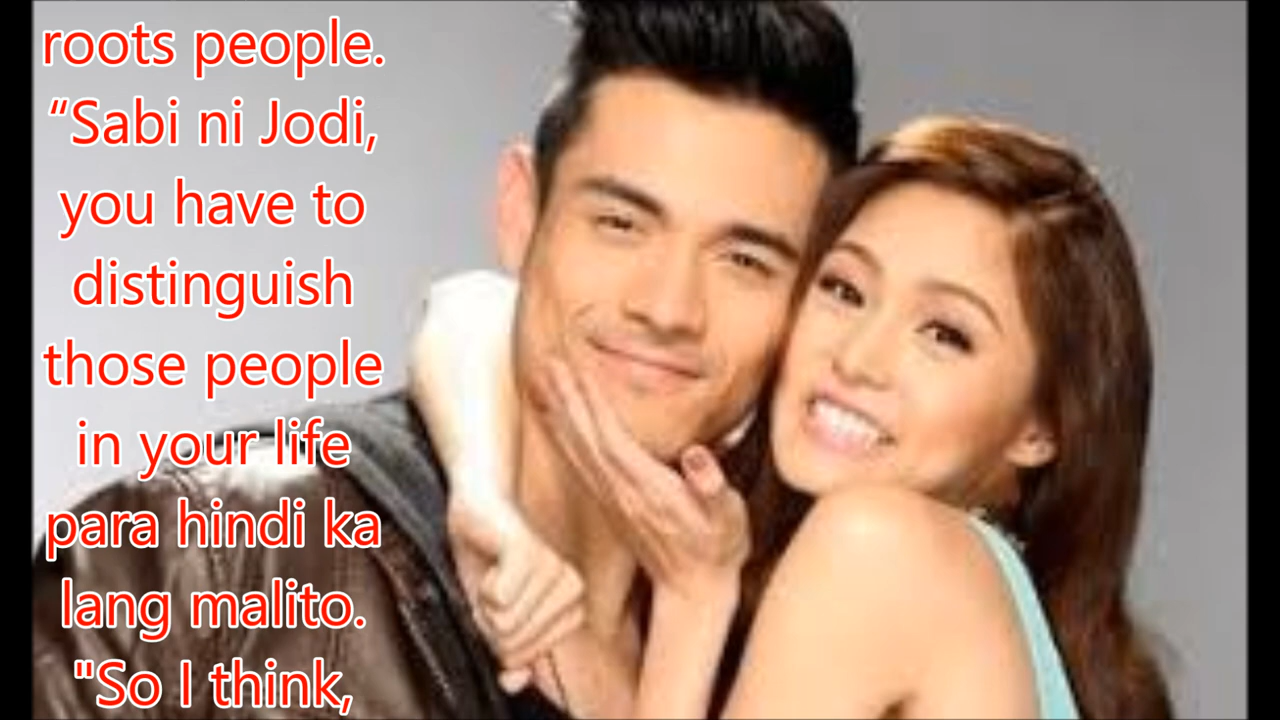 roots people.
“Sabi ni Jodi,
you have to
distinguish
those people
in your life
para hindi ka
lang malito.
"So I think,